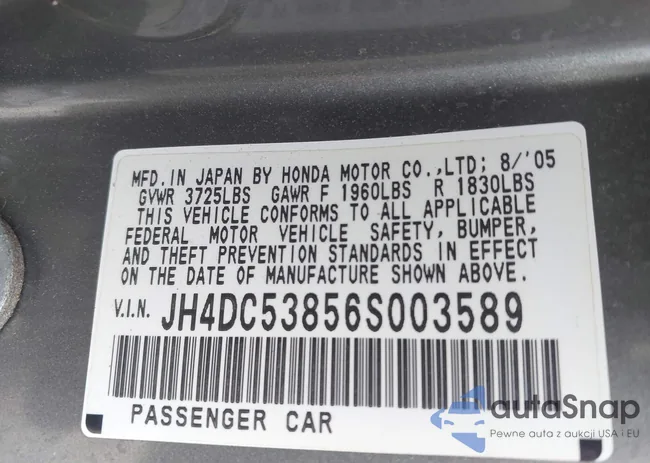 MFD. IN JAPAN BY HONDA MOTOR CO.,LTD; 8/'05
GVWR 3725LBS GAWR F 1960LBS R 1830LBS
THIS VEHICLE CONFORMS TO ALL APPLICABLE
FEDERAL MOTOR VEHICLE SAFETY, BUMPER,
AND THEFT PREVENTION STANDARDS IN EFFECT
ON THE DATE OF MANUFACTURE SHOWN ABOVE.
V.I.N. JH4DC53856S003589
PASSENGER CAR
autoSnap
Pewne auta z aukcji USA i EU